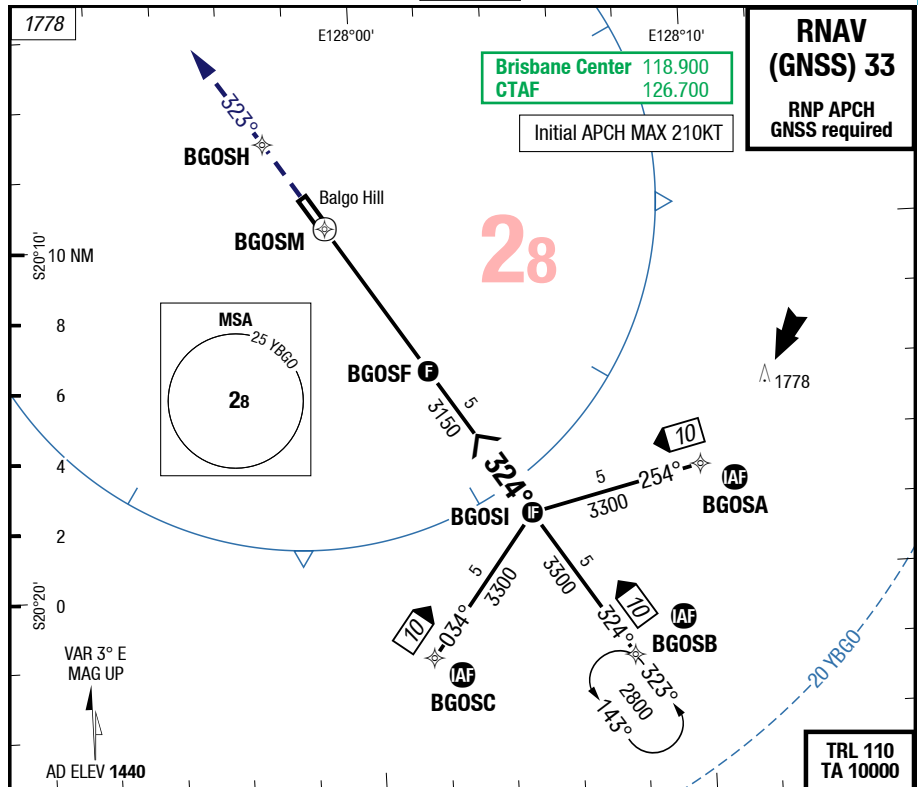 1778
E128°00'
E128°10'
RNAV
(GNSS) 33
RNP APCH
GNSS required
Brisbane Center 118.900
CTAF 126.700
Initial APCH MAX 210KT
323°
BGOSH
Balgo Hill
BGOSM
28
S20°10'
10 NM
8
6
4
2
0
S20°20'
MSA
25 YBGO
28
BGOSF
F
5
3150
1778
324°
BGOSI
IF
5
3300
254°
10
IAF
BGOSA
5
3300
034°
10
IAF
BGOSC
5
3300
324°
10
IAF
BGOSB
323°
2800
143°
20 YBGO
VAR 3° E
MAG UP
AD ELEV 1440
TRL 110
TA 10000